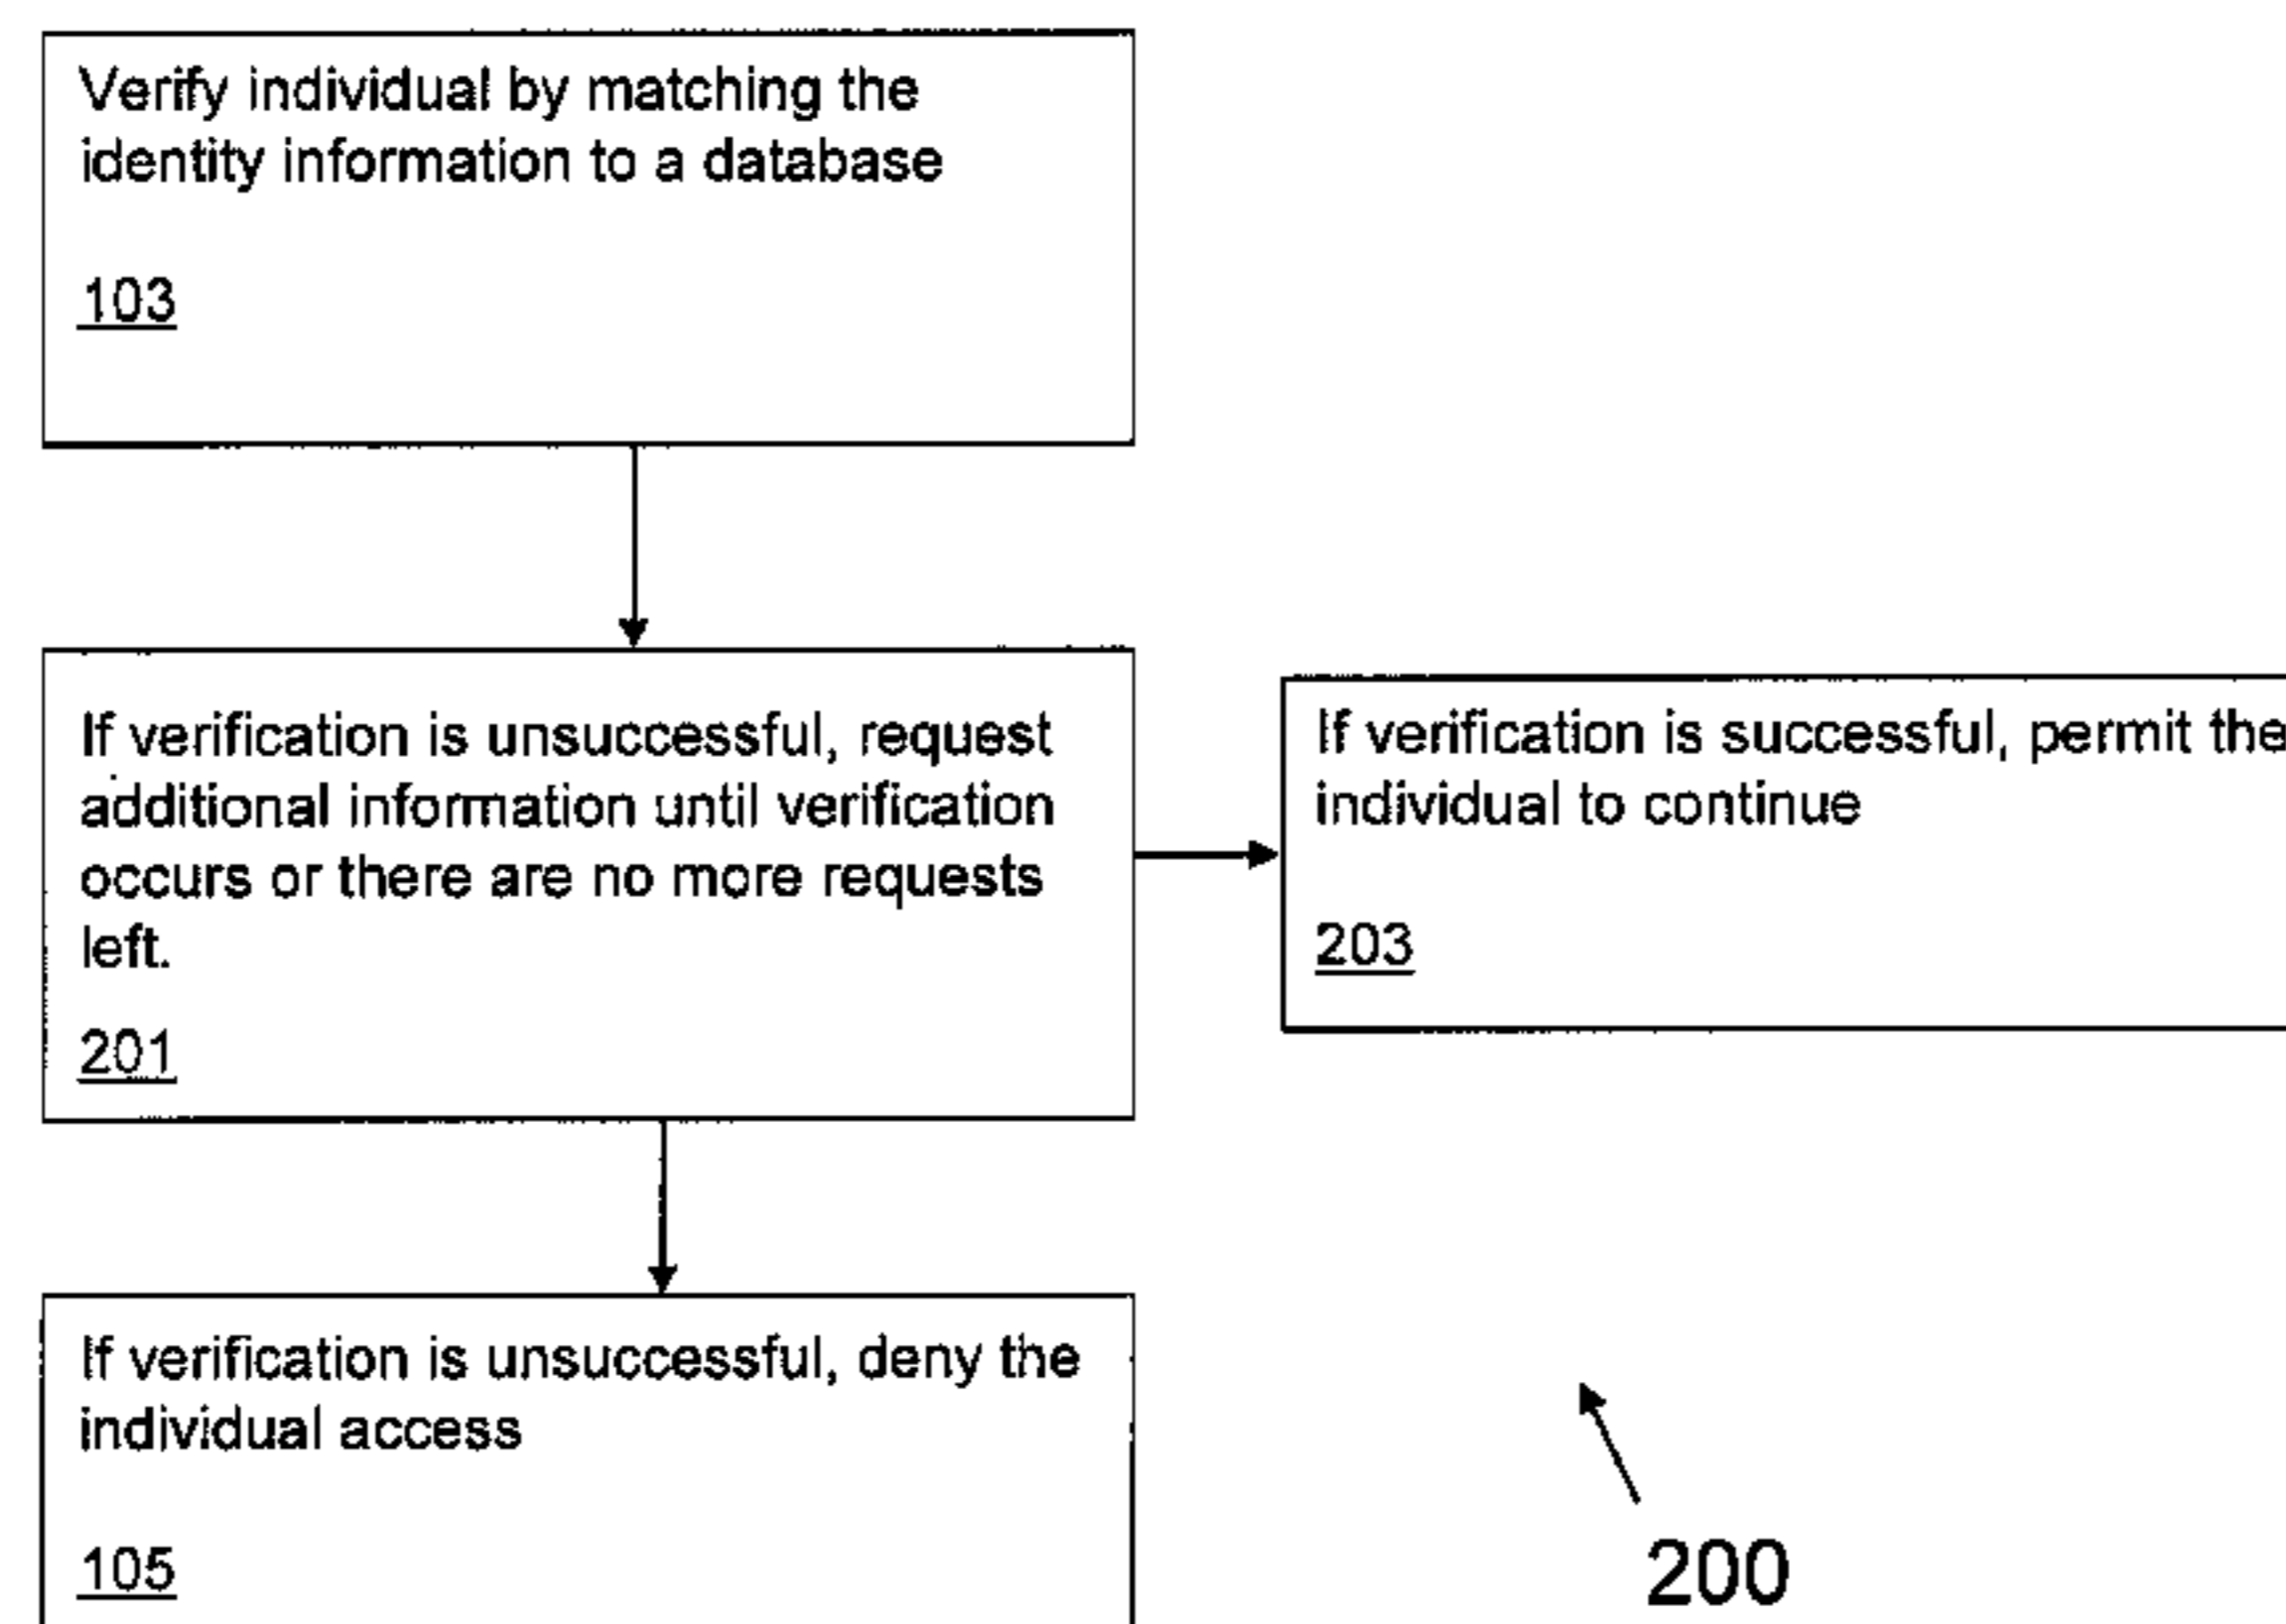 Verify individual by matching the
identity information to a database
103
If verification is unsuccessful, request
additional information until verification
occurs or there are no more requests
left.
201
If verification is successful, permit the
individual to continue
203
If verification is unsuccessful, deny the
individual access
105
200